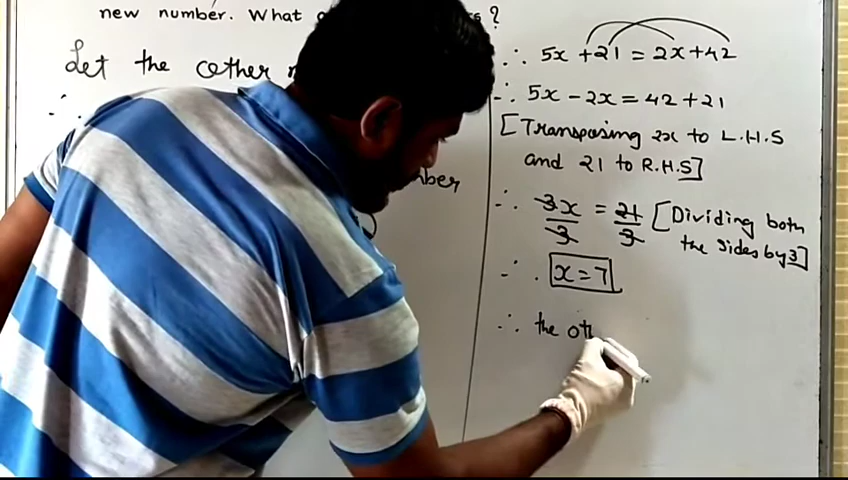 new number. What
?
Let the other
∴
∴ 5x + 21 = 2x + 42
∴ 5x - 2x = 42 + 21
[Transposing 2x to L.H.S
and 21 to R.H.S]
∴ 3x/3 = 21/3 [Dividing both
the sides by 3]
∴ x = 7
∴ the oth